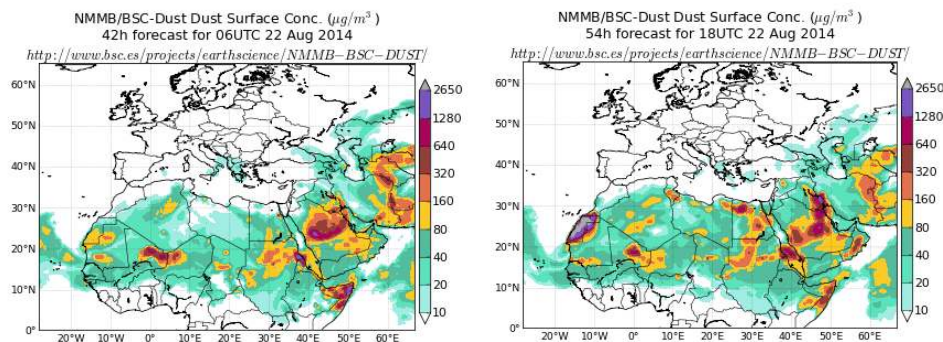 NMMB/BSC-Dust Dust Surface Conc. (μg/m³)
42h forecast for 06UTC 22 Aug 2014
http://www.bsc.es/projects/earthscience/NMMB−BSC−DUST/
60°N
50°N
40°N
30°N
20°N
10°N
0°
20°W
10°W
0°
10°E
20°E
30°E
40°E
50°E
60°E
2650
1280
640
320
160
80
40
20
10
NMMB/BSC-Dust Dust Surface Conc. (μg/m³)
54h forecast for 18UTC 22 Aug 2014
http://www.bsc.es/projects/earthscience/NMMB−BSC−DUST/
60°N
50°N
40°N
30°N
20°N
10°N
0°
20°W
10°W
0°
10°E
20°E
30°E
40°E
50°E
60°E
2650
1280
640
320
160
80
40
20
10